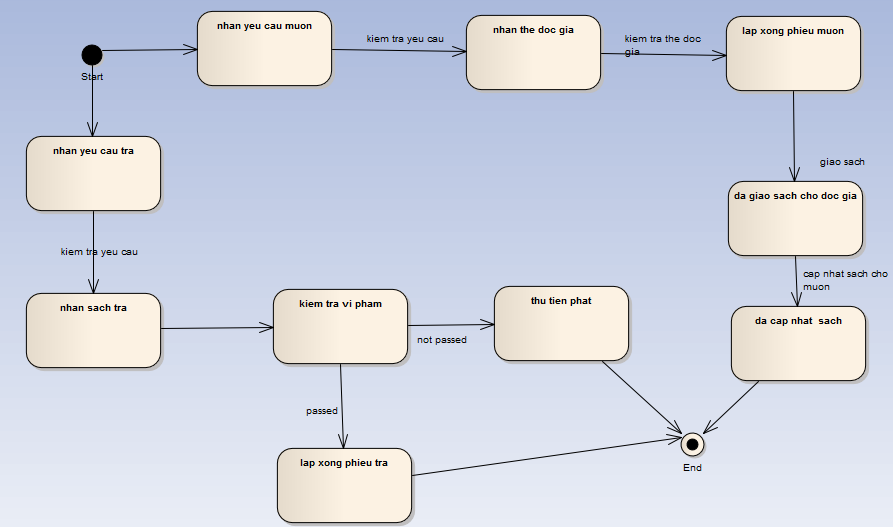 nhan yeu cau muon
kiem tra yeu cau
nhan the doc gia
kiem tra the doc
gia
lap xong phieu muon
Start
nhan yeu cau tra
giao sach
da giao sach cho doc gia
kiem tra yeu cau
cap nhat sach cho
muon
nhan sach tra
kiem tra vi pham
not passed
thu tien phat
da cap nhat  sach
passed
lap xong phieu tra
End